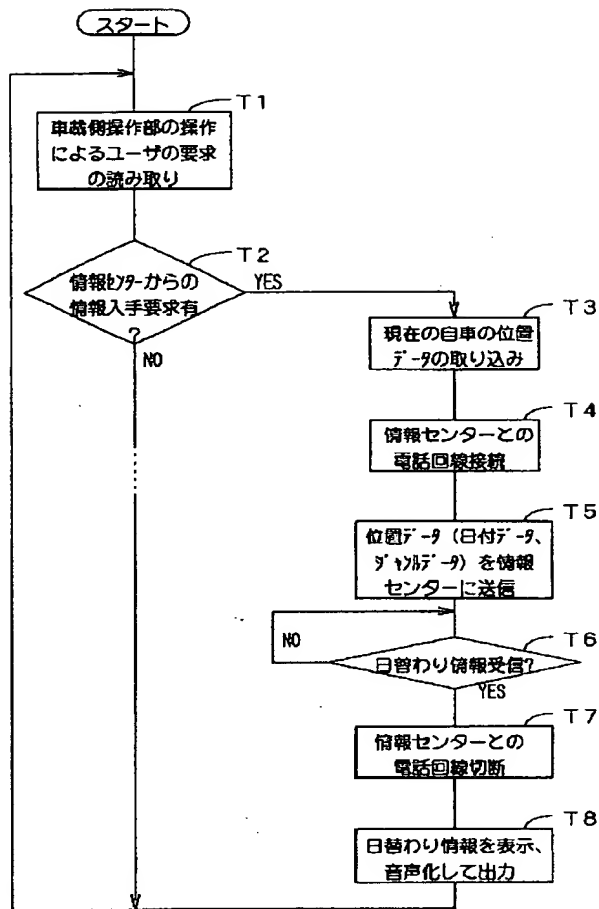 スタート
T1
車載側操作部の操作
によるユーザの要求
の読み取り
T2
情報センターからの
情報入手要求有
?
YES
NO
T3
現在の自車の位置
データの取り込み
T4
情報センターとの
電話回線接続
T5
位置データ(日付データ、
ジャンルデータ)を情報
センターに送信
T6
NO
日替わり情報受信?
YES
T7
情報センターとの
電話回線切断
T8
日替わり情報を表示、
音声化して出力